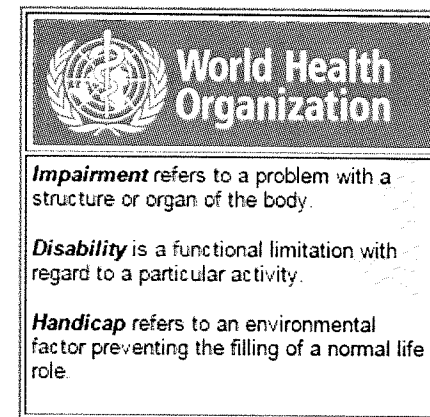 World Health
Organization
Impairment refers to a problem with a
structure or organ of the body.
Disability is a functional limitation with
regard to a particular activity.
Handicap refers to an environmental
factor preventing the filling of a normal life
role.